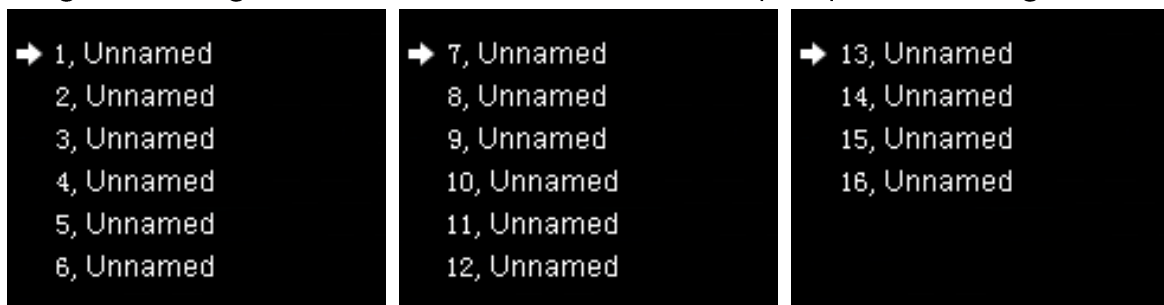 1, Unnamed
2, Unnamed
3, Unnamed
4, Unnamed
5, Unnamed
6, Unnamed
7, Unnamed
8, Unnamed
9, Unnamed
10, Unnamed
11, Unnamed
12, Unnamed
13, Unnamed
14, Unnamed
15, Unnamed
16, Unnamed